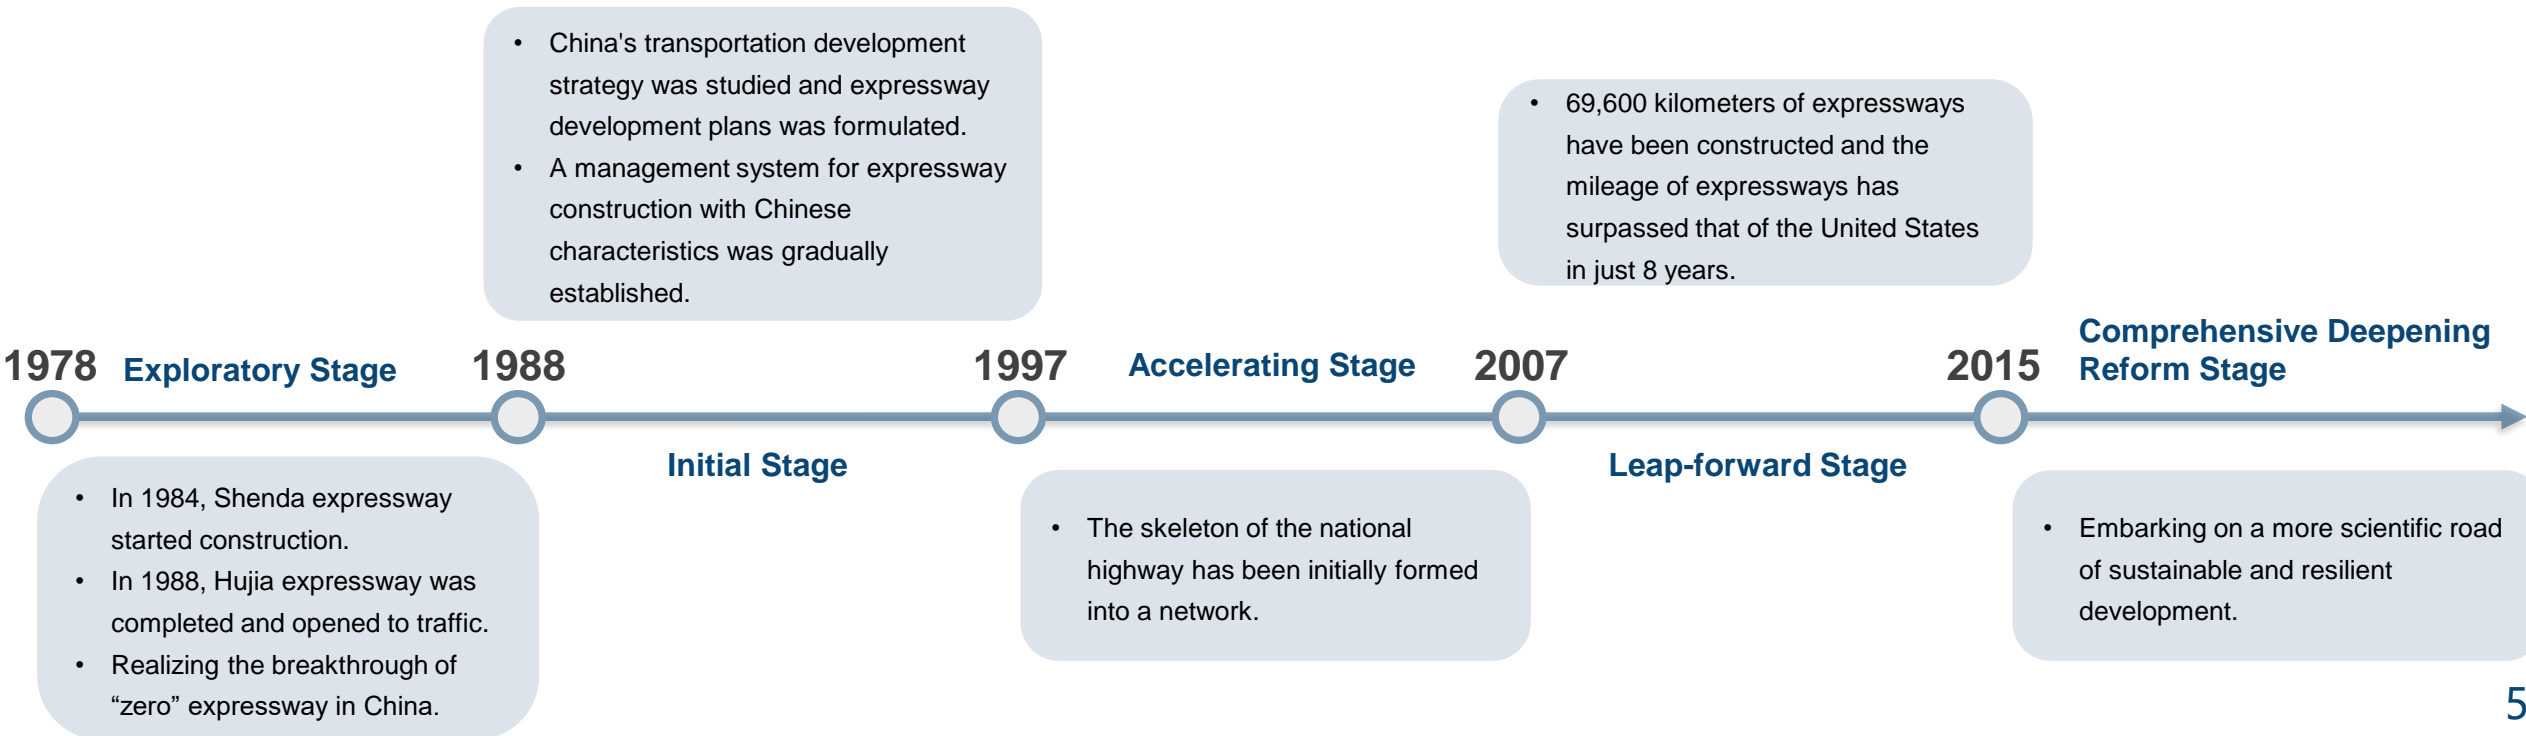 • China's transportation development
strategy was studied and expressway
development plans was formulated.
• A management system for expressway
construction with Chinese
characteristics was gradually
established.
• 69,600 kilometers of expressways
have been constructed and the
mileage of expressways has
surpassed that of the United States
in just 8 years.
1978
Exploratory Stage
1988
1997
Accelerating Stage
2007
2015
Comprehensive Deepening
Reform Stage
Initial Stage
Leap-forward Stage
• In 1984, Shenda expressway
started construction.
• In 1988, Hujia expressway was
completed and opened to traffic.
• Realizing the breakthrough of
“zero” expressway in China.
• The skeleton of the national
highway has been initially formed
into a network.
• Embarking on a more scientific road
of sustainable and resilient
development.
5